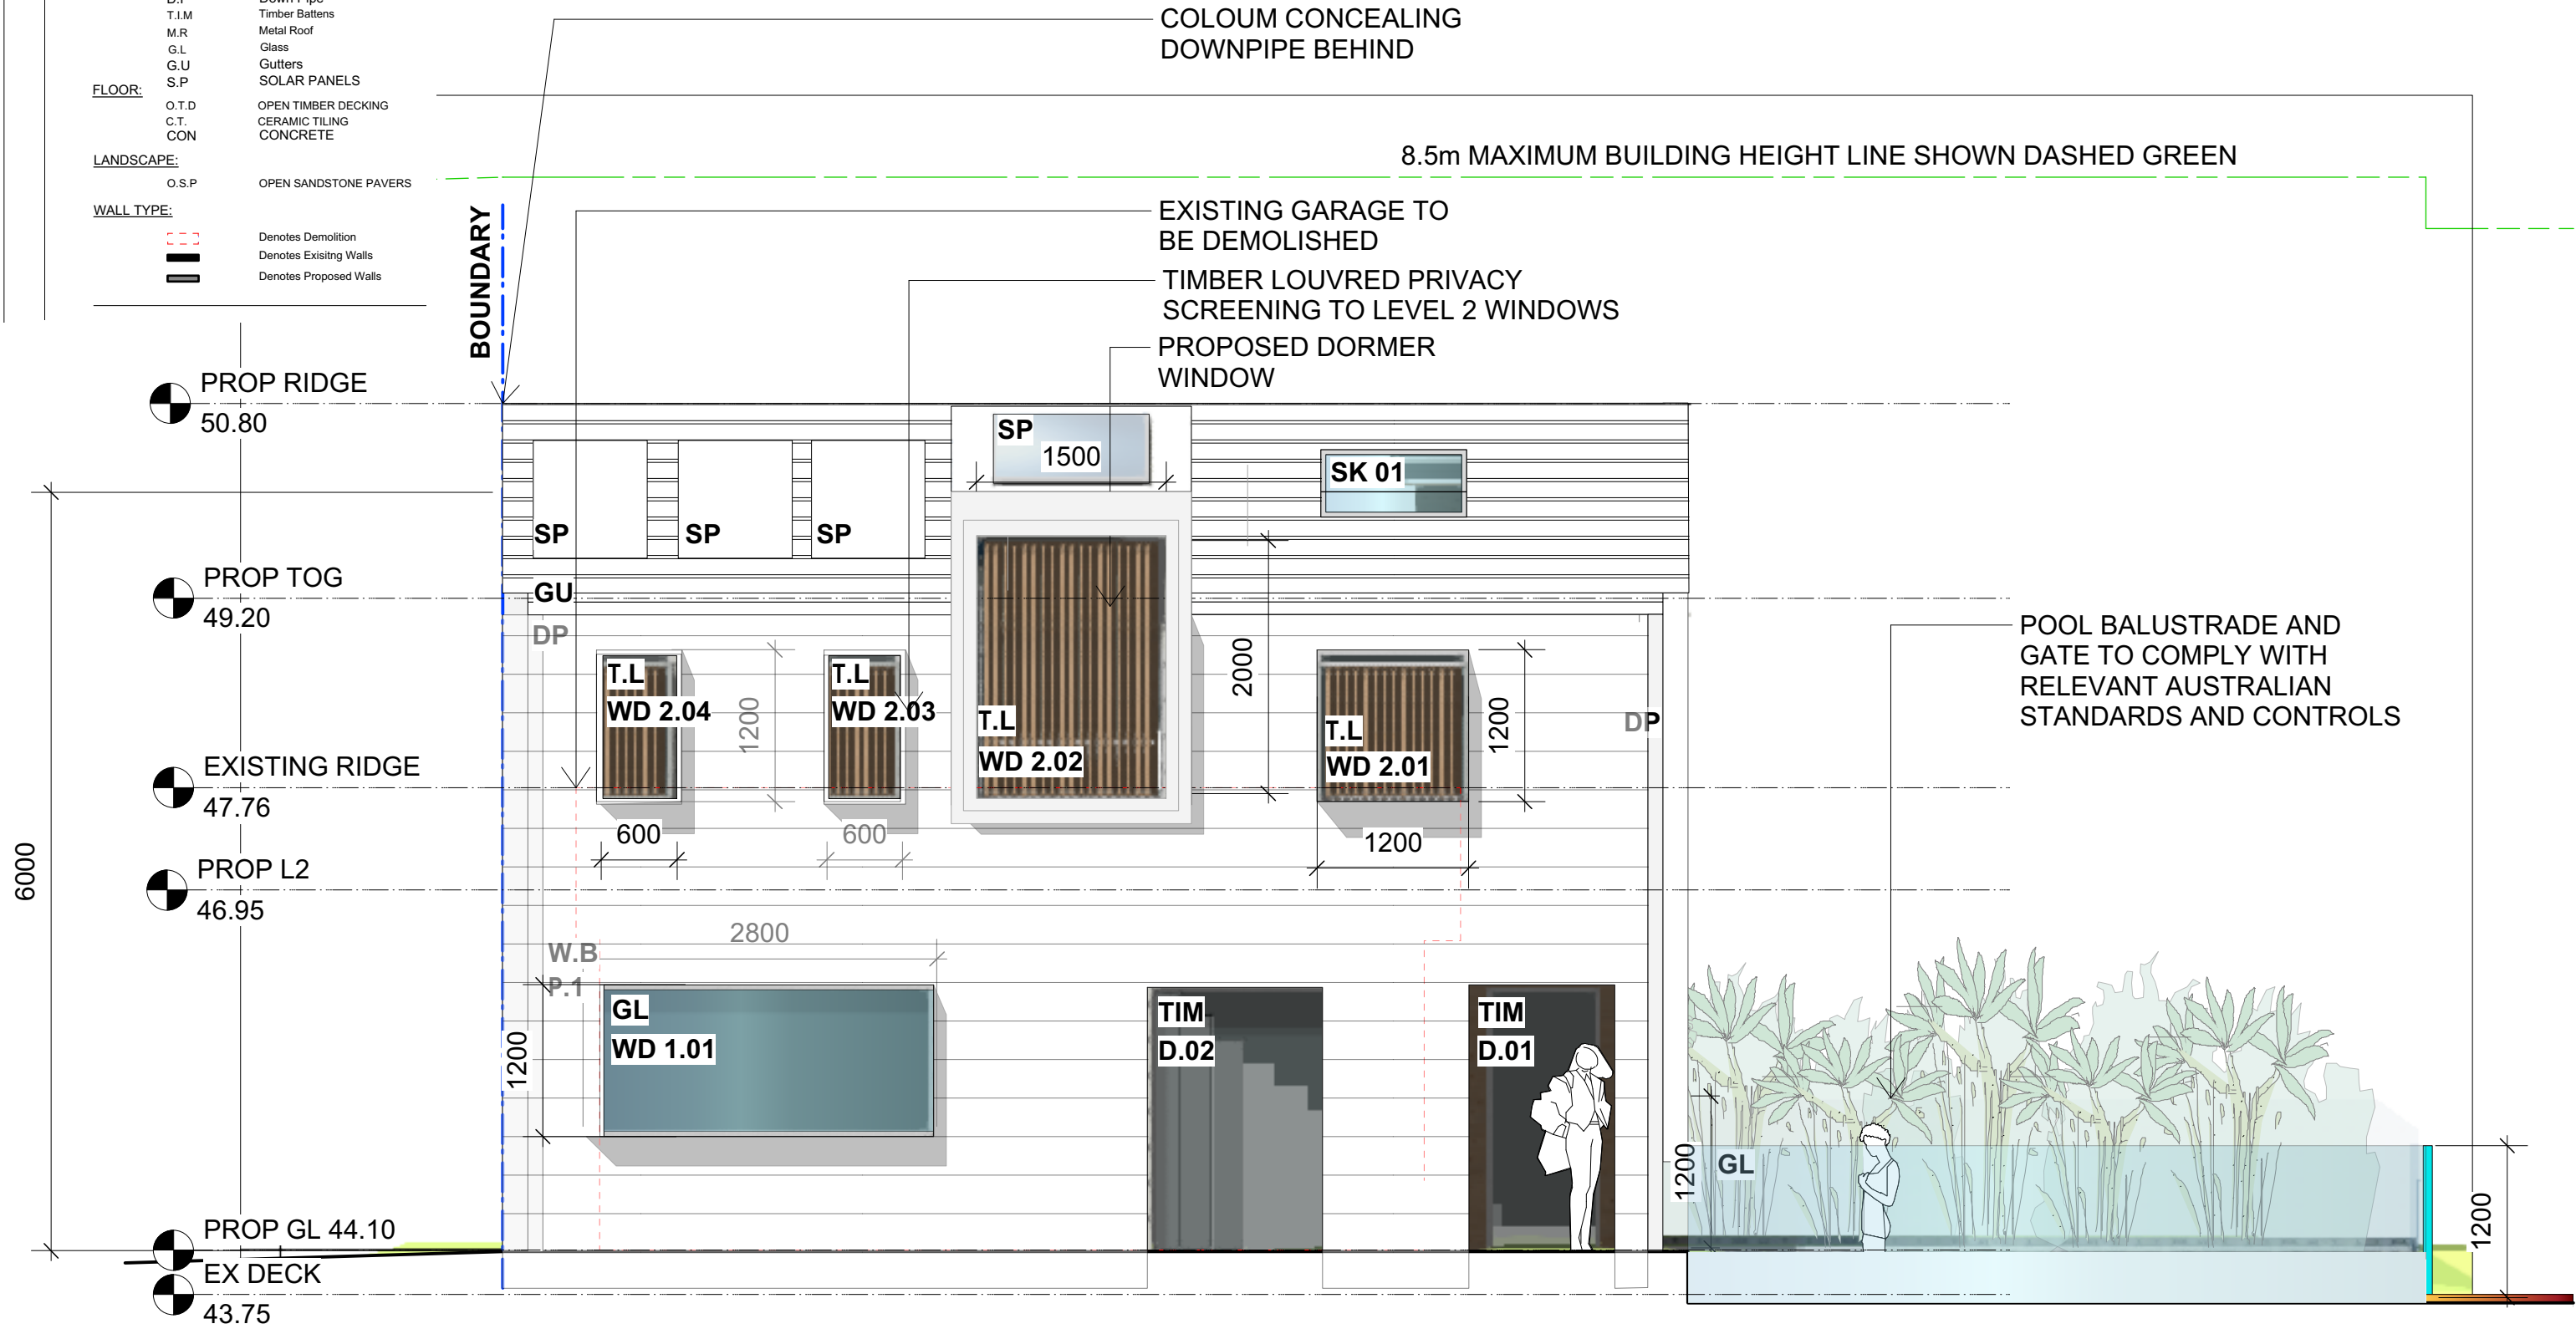 D.P Down Pipe
T.I.M Timber Battens
M.R Metal Roof
G.L Glass
G.U Gutters
S.P SOLAR PANELS
FLOOR:
O.T.D OPEN TIMBER DECKING
C.T. CERAMIC TILING
CON CONCRETE
LANDSCAPE:
O.S.P OPEN SANDSTONE PAVERS
WALL TYPE:
Denotes Demolition
Denotes Exisitng Walls
Denotes Proposed Walls
COLOUM CONCEALING
DOWNPIPE BEHIND
8.5m MAXIMUM BUILDING HEIGHT LINE SHOWN DASHED GREEN
BOUNDARY
EXISTING GARAGE TO
BE DEMOLISHED
TIMBER LOUVRED PRIVACY
SCREENING TO LEVEL 2 WINDOWS
PROPOSED DORMER
WINDOW
PROP RIDGE
50.80
PROP TOG
49.20
EXISTING RIDGE
47.76
PROP L2
46.95
PROP GL 44.10
EX DECK
43.75
6000
SP
1500
SK 01
SP
SP
SP
GU
DP
T.L
WD 2.04
1200
600
T.L
WD 2.03
600
T.L
WD 2.02
2000
T.L
WD 2.01
1200
1200
DP
POOL BALUSTRADE AND
GATE TO COMPLY WITH
RELEVANT AUSTRALIAN
STANDARDS AND CONTROLS
2800
W.B
P.1
GL
WD 1.01
1200
TIM
D.02
TIM
D.01
1200
GL
1200